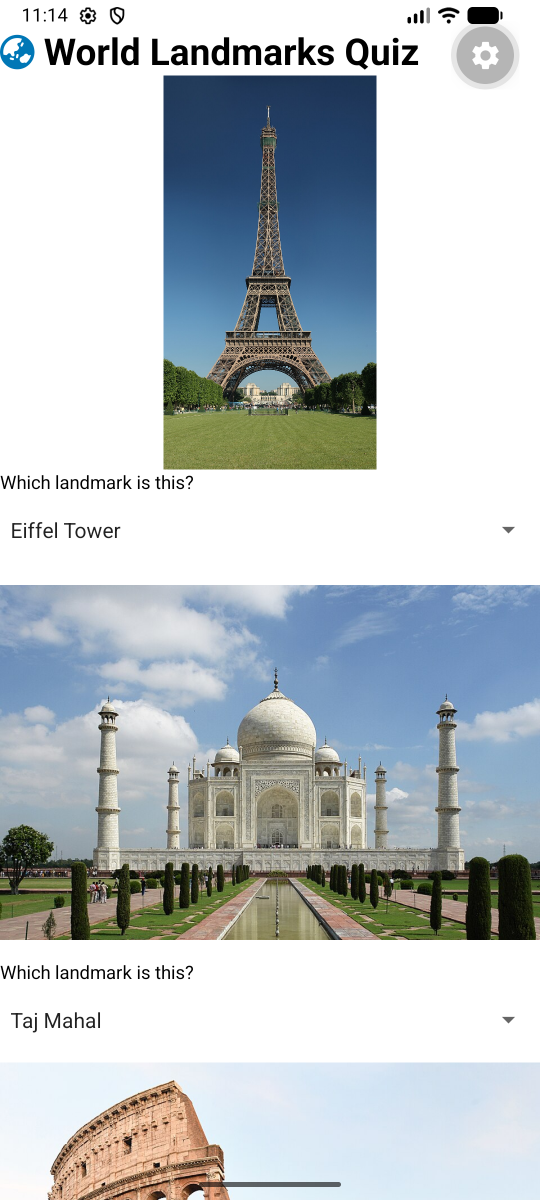 11:14
World Landmarks Quiz
Which landmark is this?
Eiffel Tower
Which landmark is this?
Taj Mahal